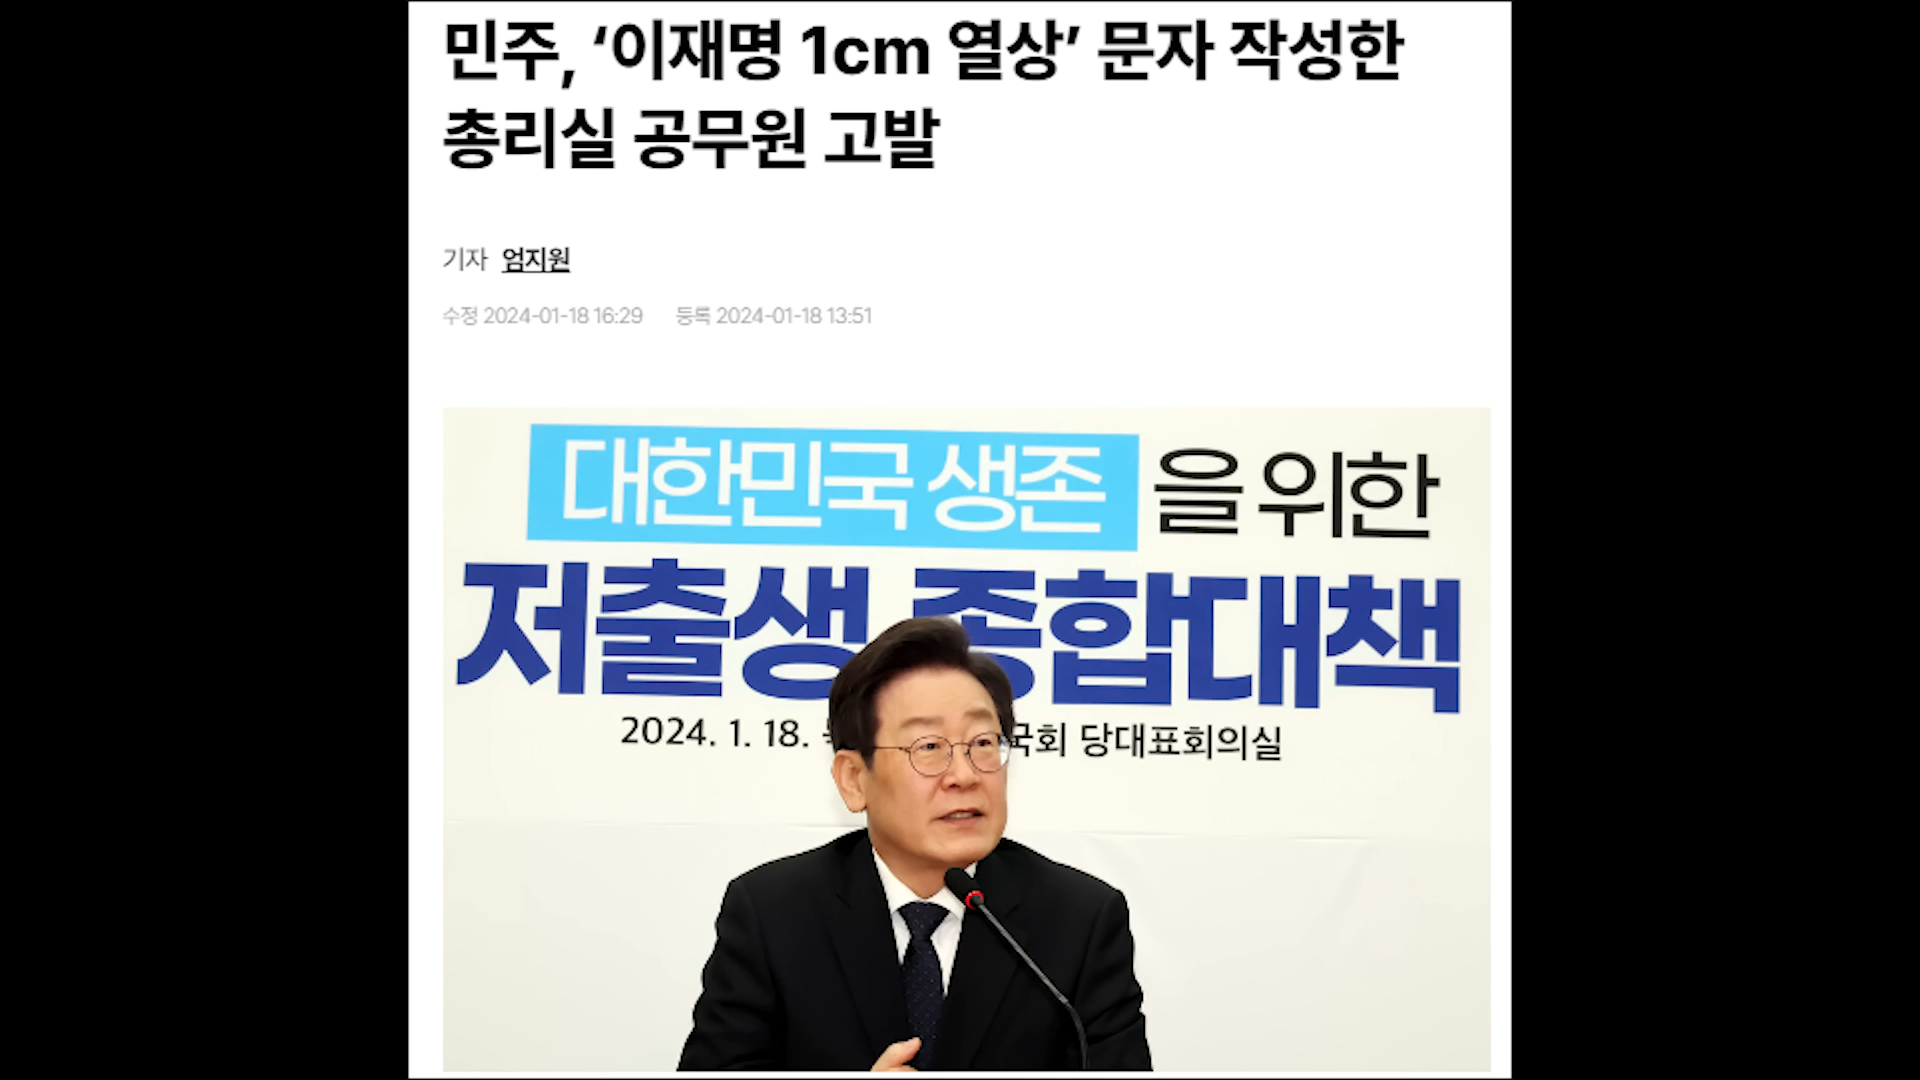 민주, ‘이재명 1cm 열상’ 문자 작성한
총리실 공무원 고발
기자 엄지원
수정 2024-01-18 16:29 등록 2024-01-18 13:51
대한민국 생존을 위한
저출생 종합대책
2024. 1. 18. 국회 당대표회의실